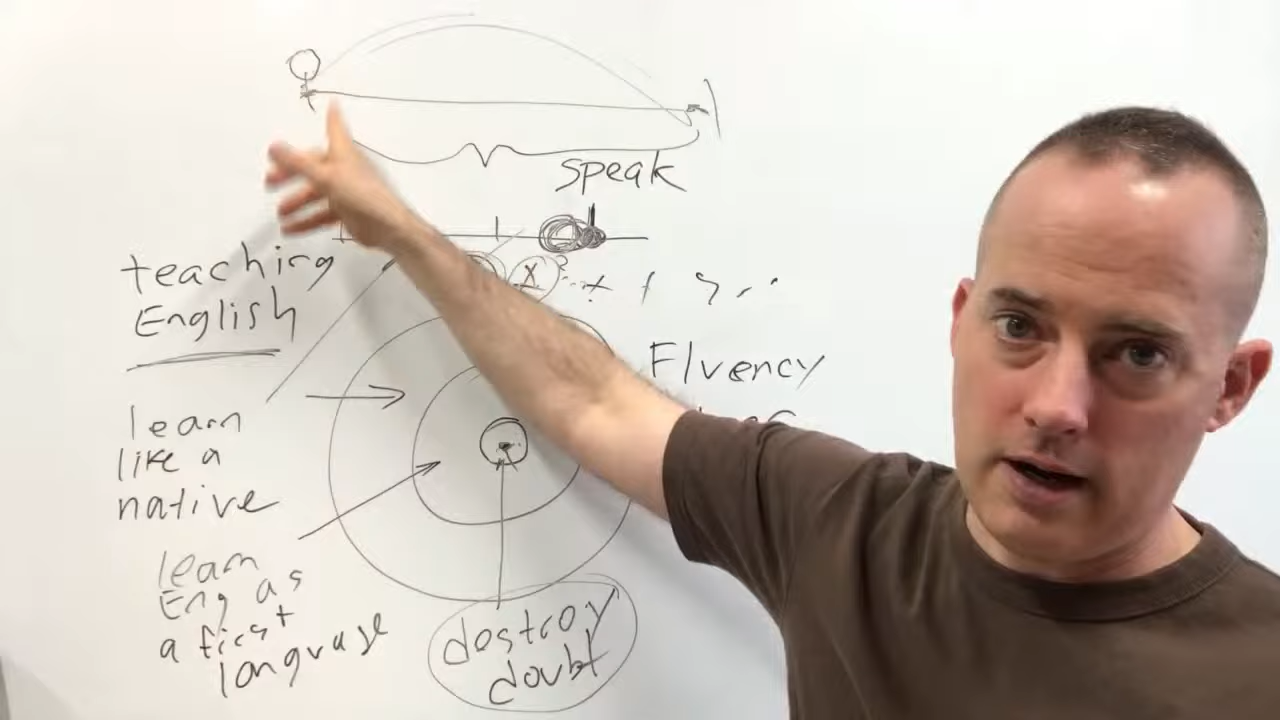 speak
teaching
English
Fluency
learn
like a
native
learn
Eng as
a first
language
destroy
doubt